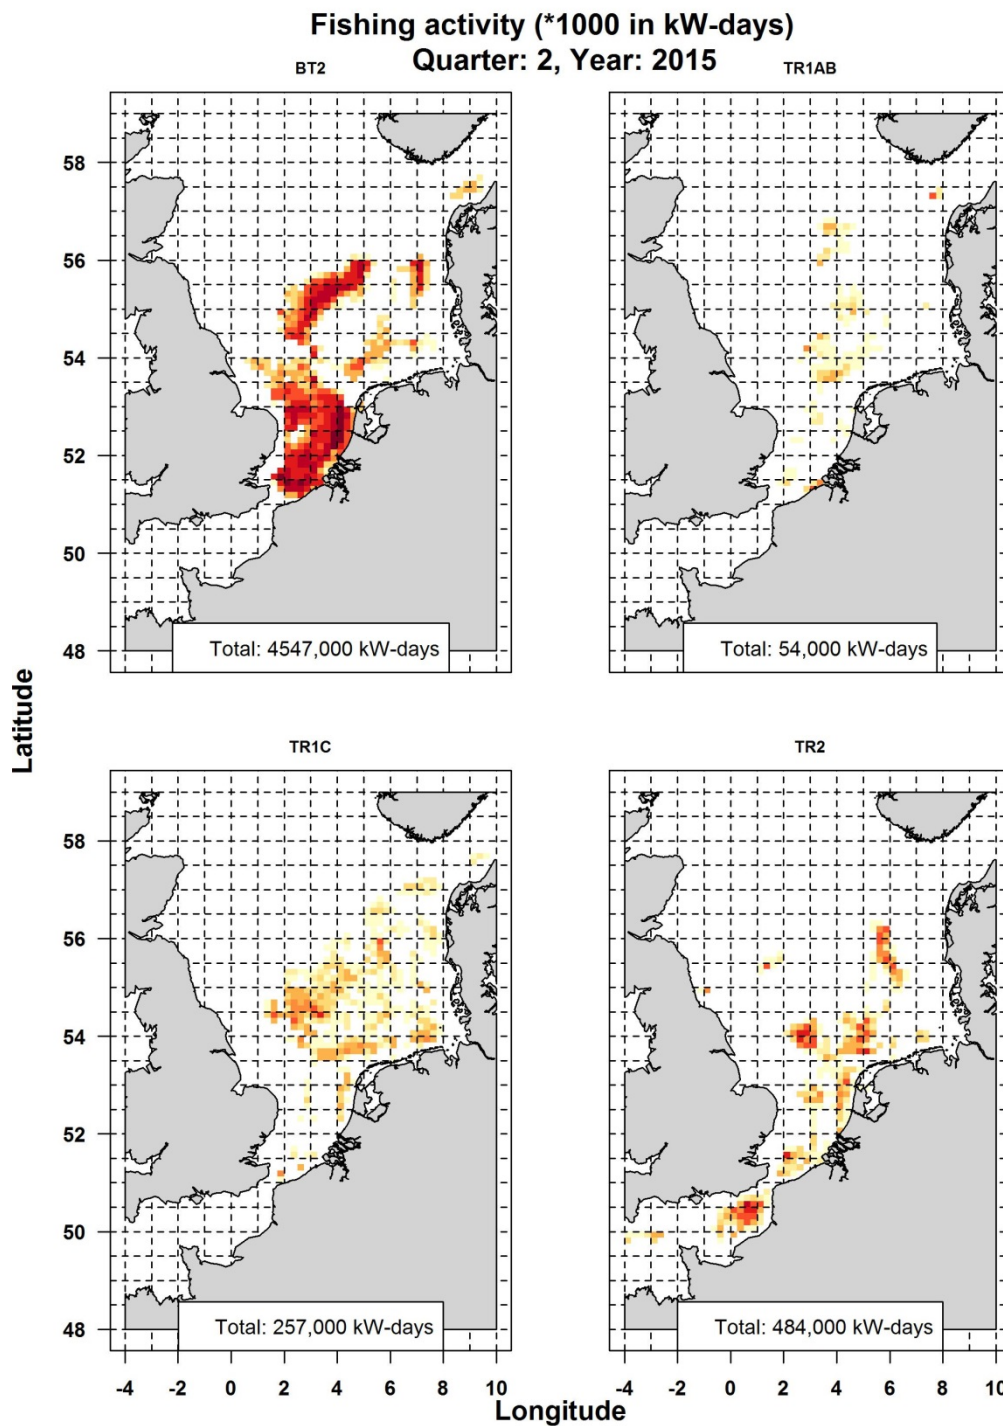 Fishing activity (*1000 in kW-days)
Quarter: 2, Year: 2015
BT2
TR1AB
58
56
54
52
50
48
Total: 4547,000 kW-days
Total: 54,000 kW-days
Latitude
TR1C
TR2
58
56
54
52
50
48
Total: 257,000 kW-days
Total: 484,000 kW-days
-4 -2 0 2 4 6 8 10
-4 -2 0 2 4 6 8 10
Longitude